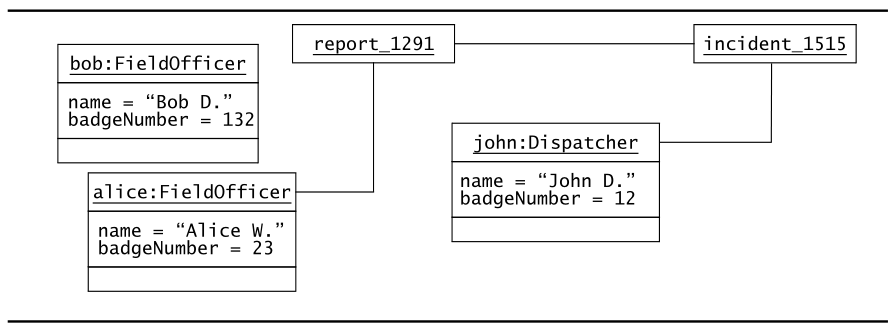 report_1291
incident_1515
bob:FieldOfficer
name = “Bob D.”
badgeNumber = 132
john:Dispatcher
name = “John D.”
badgeNumber = 12
alice:FieldOfficer
name = “Alice W.”
badgeNumber = 23